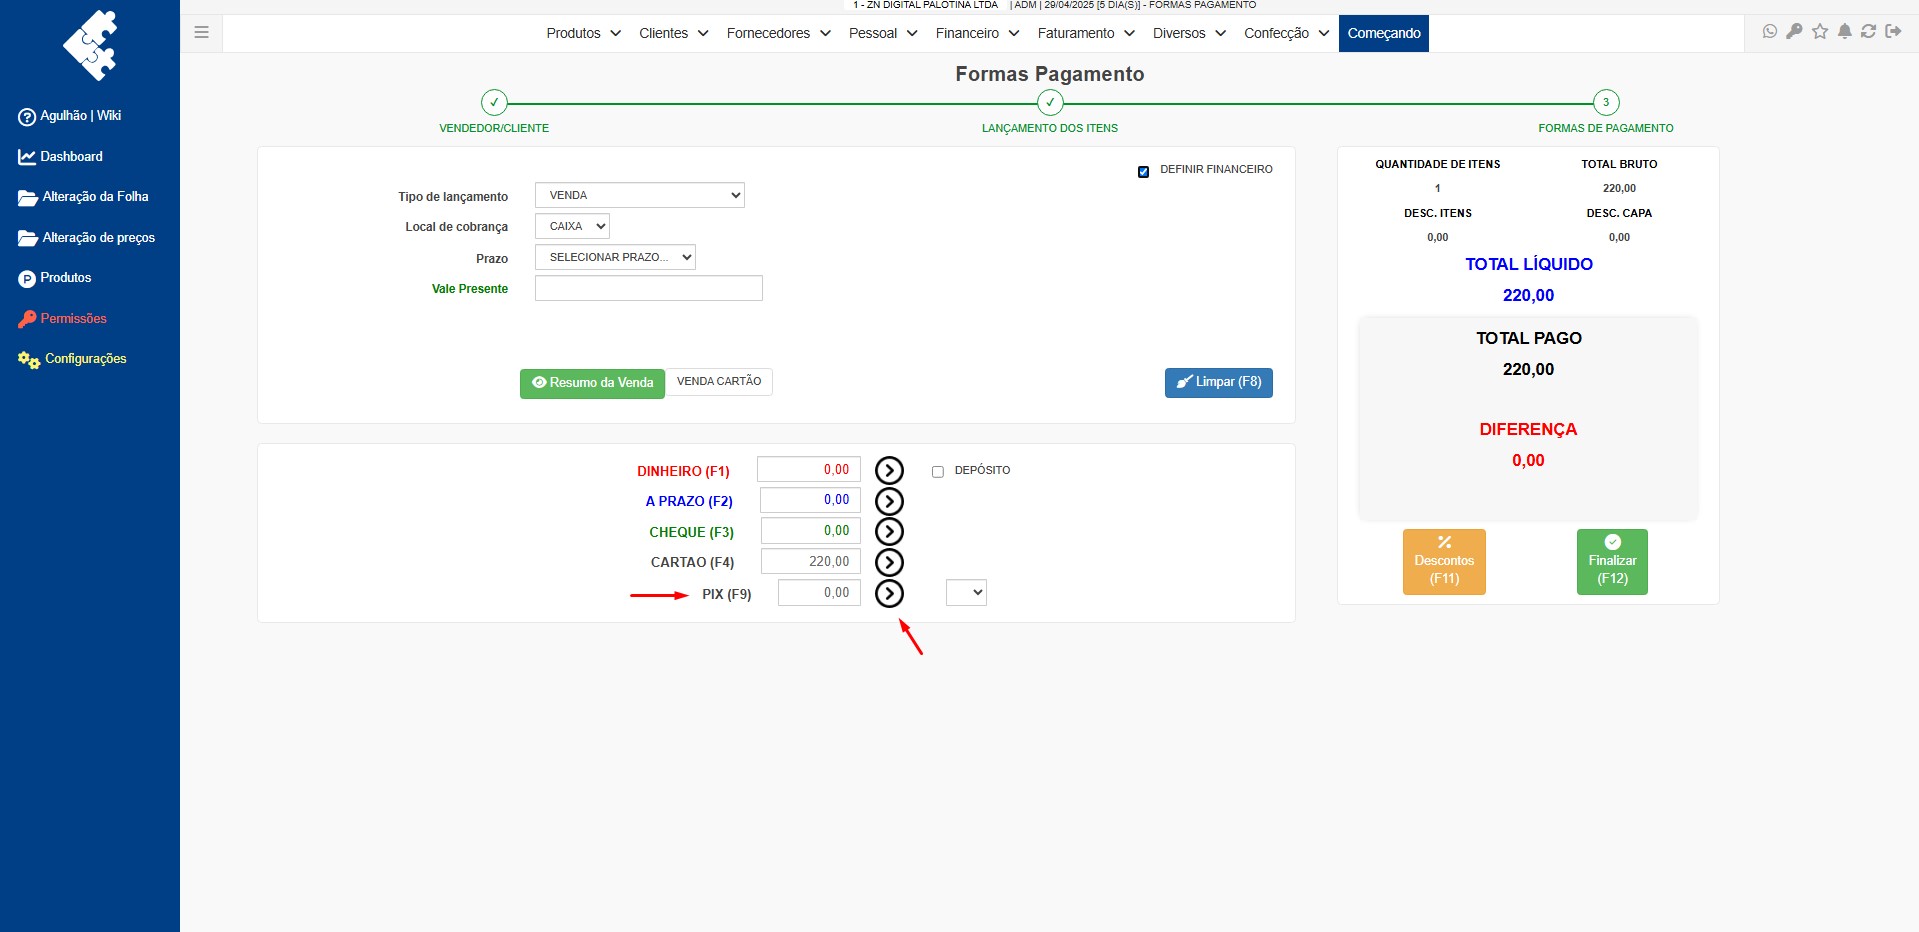 1 - ZN DIGITAL PALOTINA LTDA | ADM | 29/04/2025 [5 DIA(S)] - FORMAS PAGAMENTO
Produtos Clientes Fornecedores Pessoal Financeiro Faturamento Diversos Confecção Começando
Agulhão | Wiki
Dashboard
Alteração da Folha
Alteração de preços
P Produtos
Permissões
Configurações
Formas Pagamento
3
VENDEDOR/CLIENTE LANÇAMENTO DOS ITENS FORMAS DE PAGAMENTO
DEFINIR FINANCEIRO
Tipo de lançamento VENDA
Local de cobrança CAIXA
Prazo SELECIONAR PRAZO...
Vale Presente
Resumo da Venda VENDA CARTÃO Limpar (F8)
DINHEIRO (F1) 0,00 DEPÓSITO
A PRAZO (F2) 0,00
CHEQUE (F3) 0,00
CARTAO (F4) 220,00
PIX (F9) 0,00
QUANTIDADE DE ITENS TOTAL BRUTO
1 220,00
DESC. ITENS DESC. CAPA
0,00 0,00
TOTAL LÍQUIDO
220,00
TOTAL PAGO
220,00
DIFERENÇA
0,00
Descontos (F11)
Finalizar (F12)